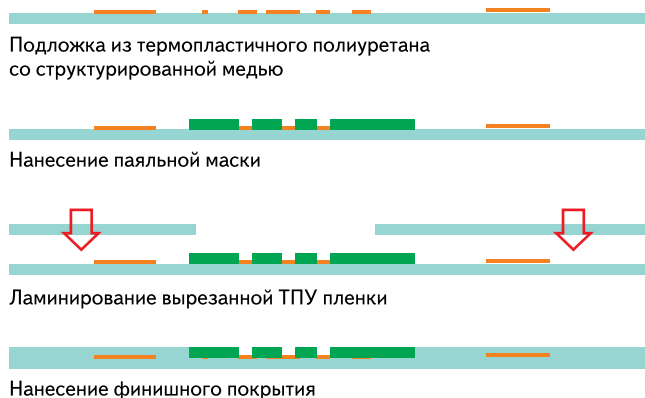 Подложка из термопластичного полиуретана
со структурированной медью
Нанесение паяльной маски
Ламинирование вырезанной ТПУ пленки
Нанесение финишного покрытия